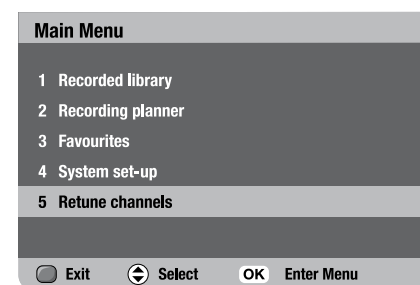 Main Menu
1 Recorded library
2 Recording planner
3 Favourites
4 System set-up
5 Retune channels
Exit Select OK Enter Menu